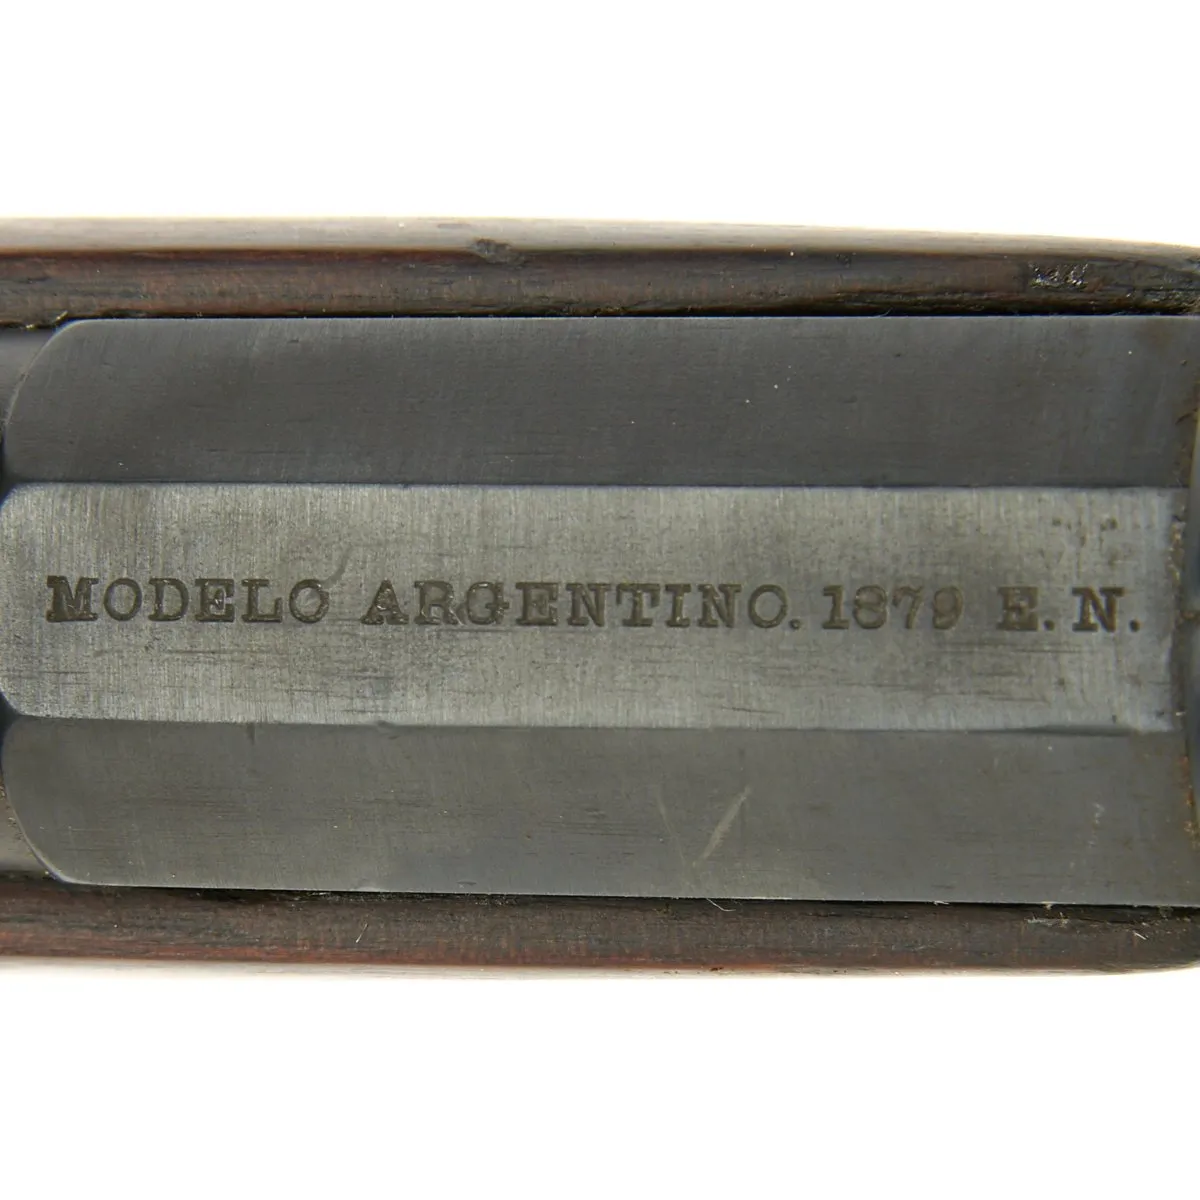 MODELO ARGENTINO. 1879 E. N.